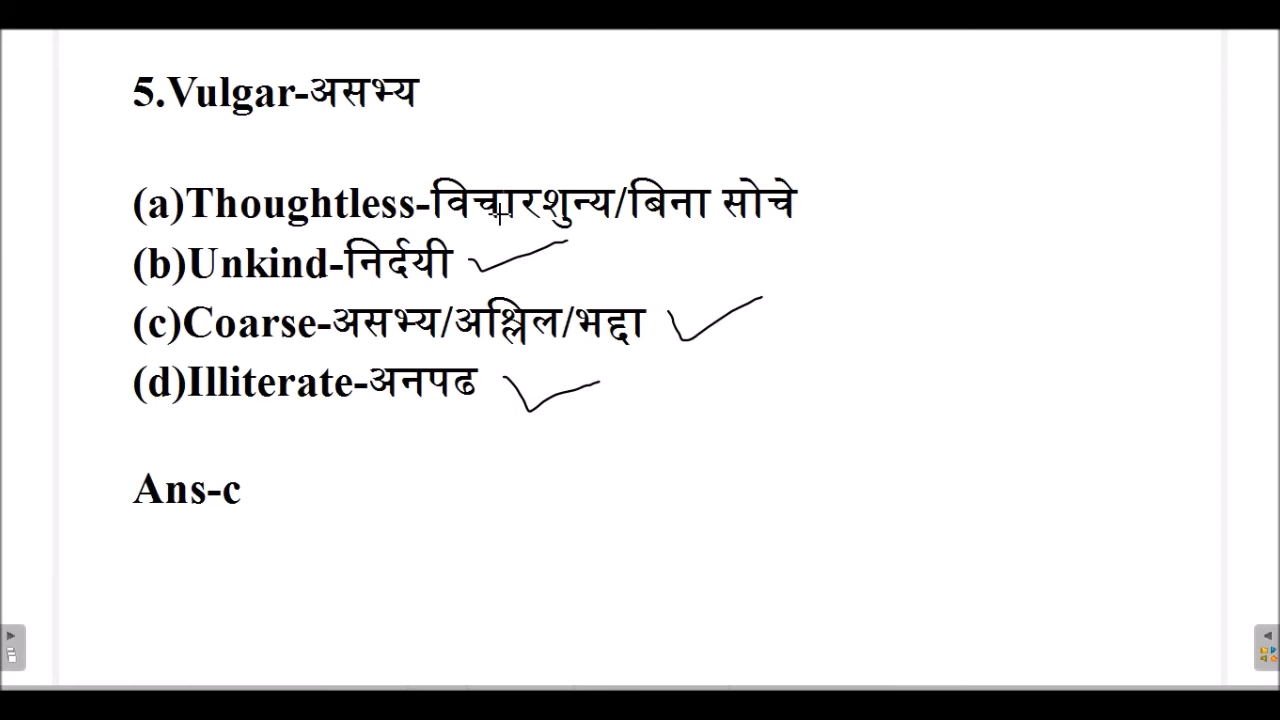 5.Vulgar-असभ्य
(a)Thoughtless-विचारशुन्य/बिना सोचे
(b)Unkind-निर्दयी
(c)Coarse-असभ्य/अश्लिल/भद्दा
(d)Illiterate-अनपढ
Ans-c